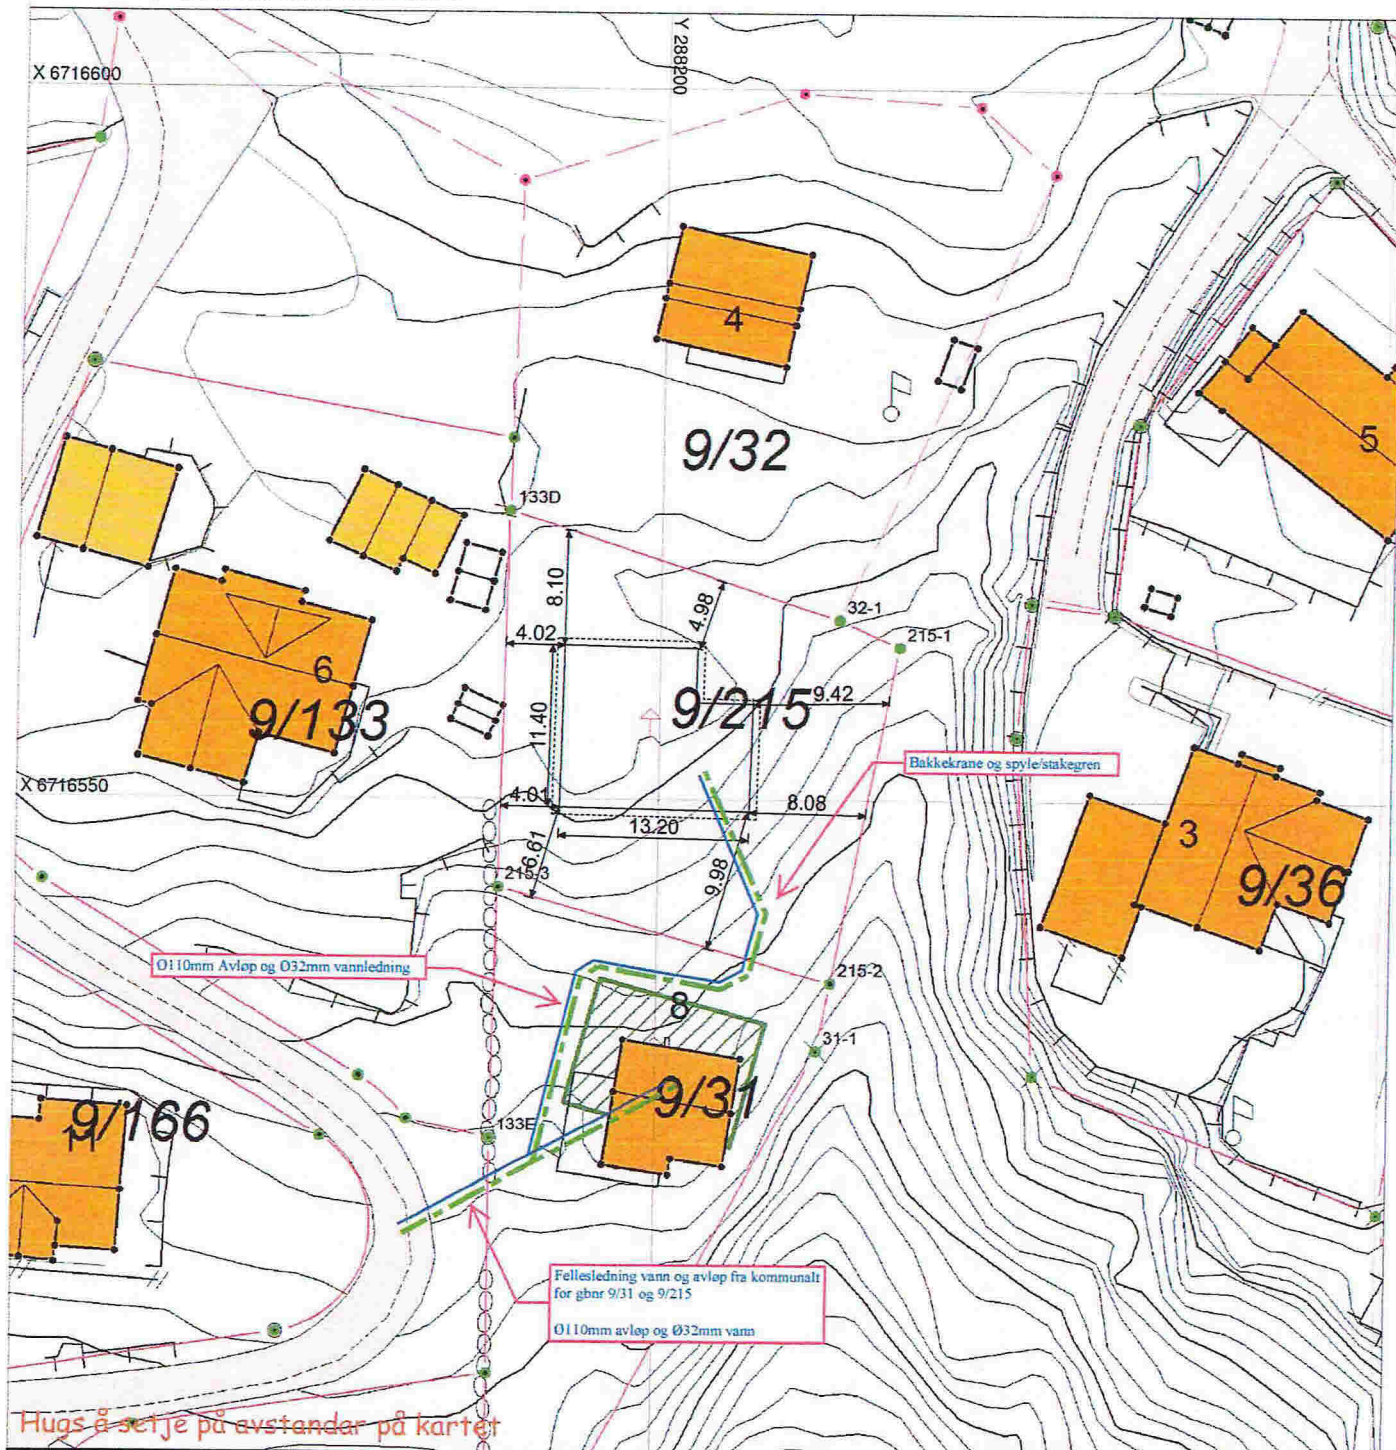 X 6716600
Y 288200
4
5
9/32
133D
8.10
4.98
32-1
215-1
4.02
6
9/133
9/215
9.42
11.40
Bakkekrane og spyle/stakegren
X 6716550
4.01
8.08
13.20
3
9/36
6.61
9.98
215-3
Ø110mm Avløp og Ø32mm vannledning
215-2
8
31-1
9/31
9/166
11
133E
Fellesledning vann og avløp fra kommunalt
for gbnr 9/31 og 9/215
Ø110mm avløp og Ø32mm vann
Hugs å setje på avstandar på kartet